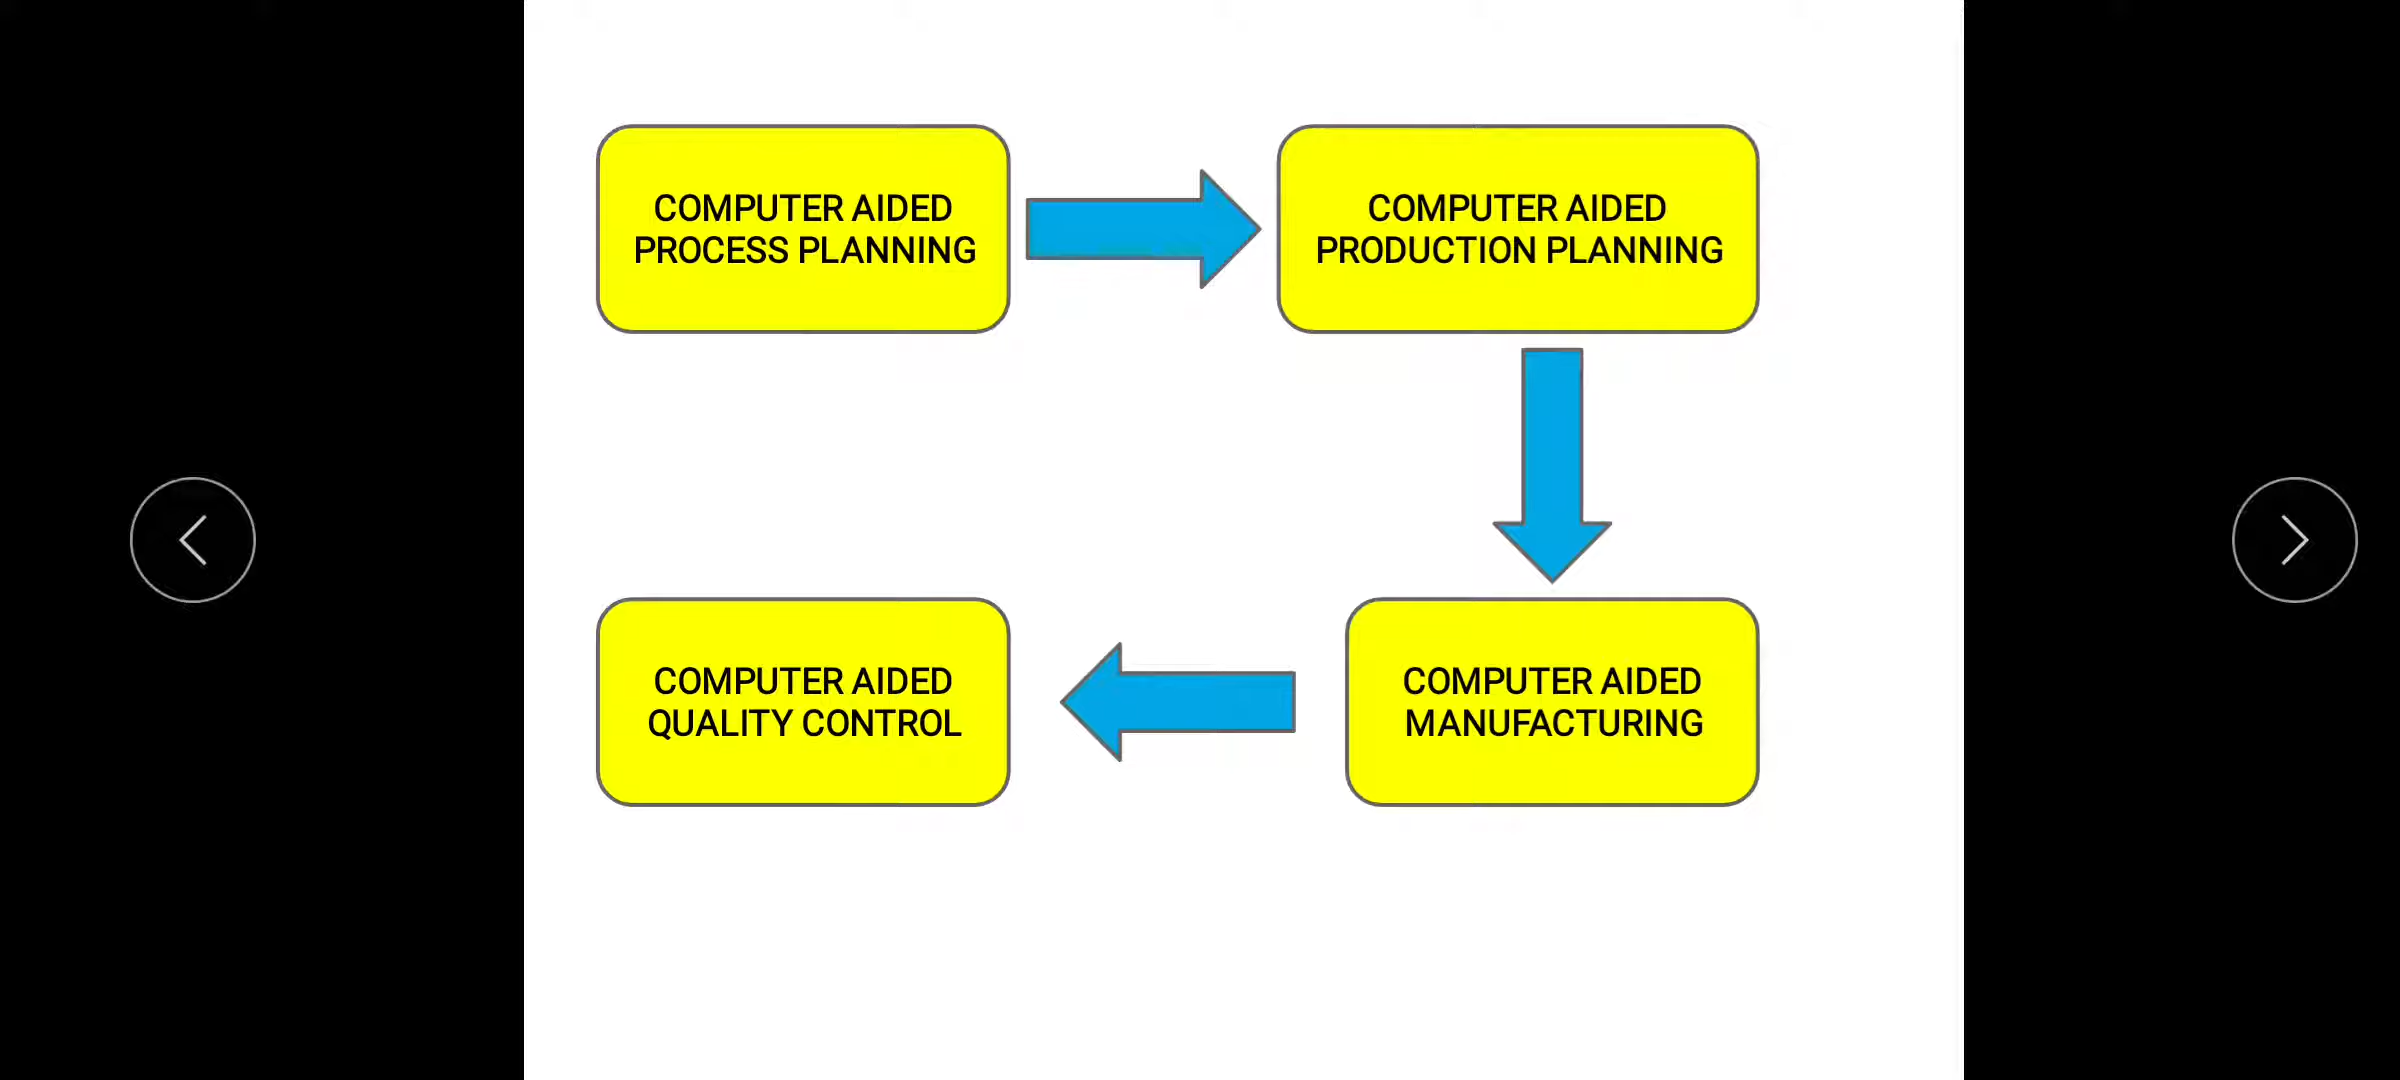 COMPUTER AIDED
PROCESS PLANNING
COMPUTER AIDED
PRODUCTION PLANNING
COMPUTER AIDED
QUALITY CONTROL
COMPUTER AIDED
MANUFACTURING